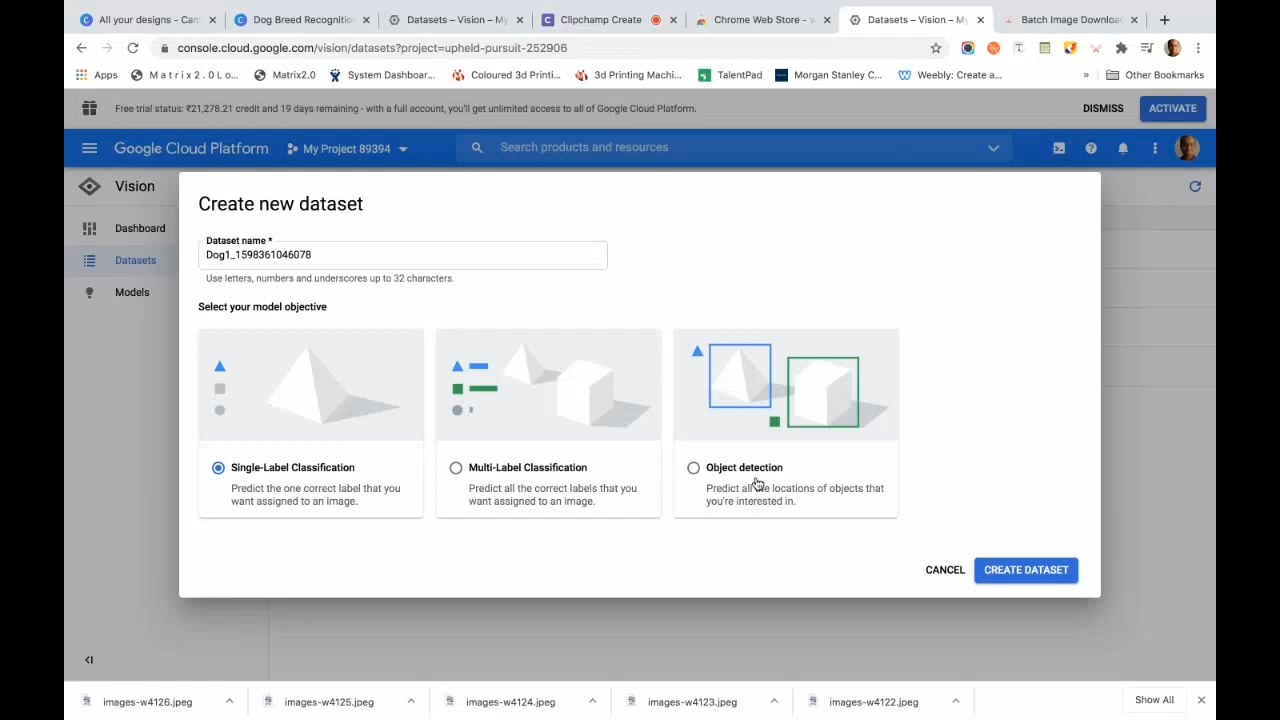 All your designs - Can
Dog Breed Recognitio
Datasets – Vision – My
Clipchamp Create
Chrome Web Store - w
Datasets – Vision – My
Batch Image Downloa
console.cloud.google.com/vision/datasets?project=upheld-pursuit-252906
Apps
M a t r i x 2 . 0 L o...
Matrix2.0
System Dashboar...
Coloured 3d Printi...
3d Printing Machi...
TalentPad
Morgan Stanley C...
Weebly: Create a...
»
Other Bookmarks
Free trial status: ₹21,278.21 credit and 19 days remaining - with a full account, you'll get unlimited access to all of Google Cloud Platform.
DISMISS
ACTIVATE
Google Cloud Platform
My Project 89394
Search products and resources
Vision
Dashboard
Datasets
Models
Create new dataset
Dataset name *
Dog1_1598361046078
Use letters, numbers and underscores up to 32 characters.
Select your model objective
Single-Label Classification
Predict the one correct label that you
want assigned to an image.
Multi-Label Classification
Predict all the correct labels that you
want assigned to an image.
Object detection
Predict all locations of objects that
you're interested in.
CANCEL
CREATE DATASET
images-w4126.jpeg
images-w4125.jpeg
images-w4124.jpeg
images-w4123.jpeg
images-w4122.jpeg
Show All